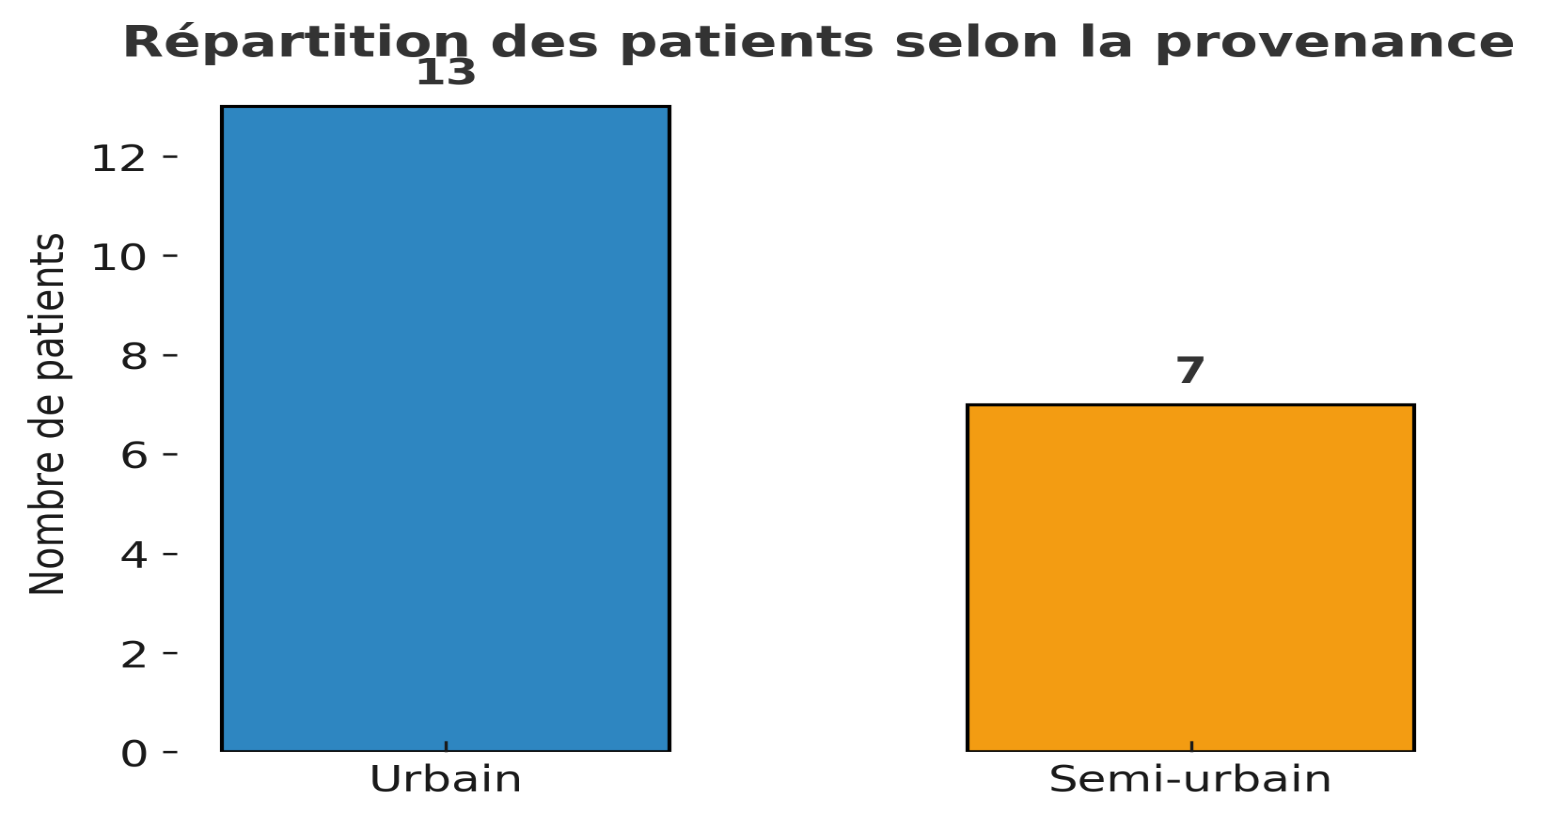 Répartition des patients selon la provenance
13
12
10
8
7
6
4
2
0
Nombre de patients
Urbain
Semi-urbain